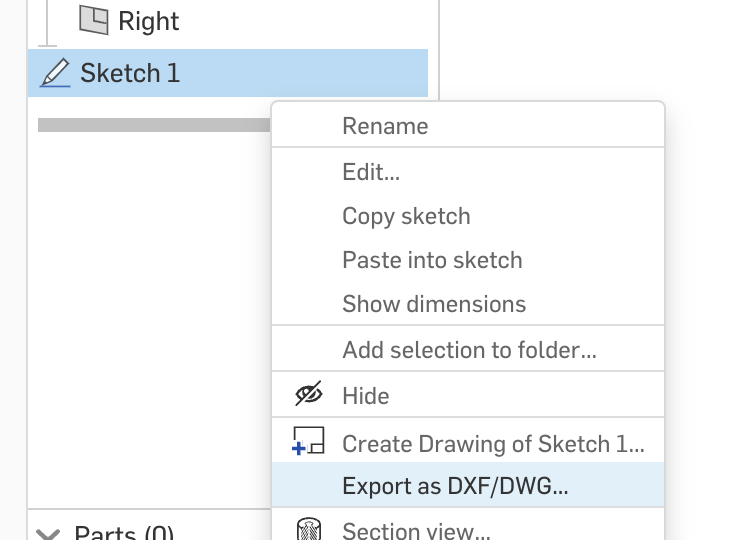 Right
Sketch 1
Rename
Edit...
Copy sketch
Paste into sketch
Show dimensions
Add selection to folder...
Hide
Create Drawing of Sketch 1...
Export as DXF/DWG...
Section view...
Parts (0)